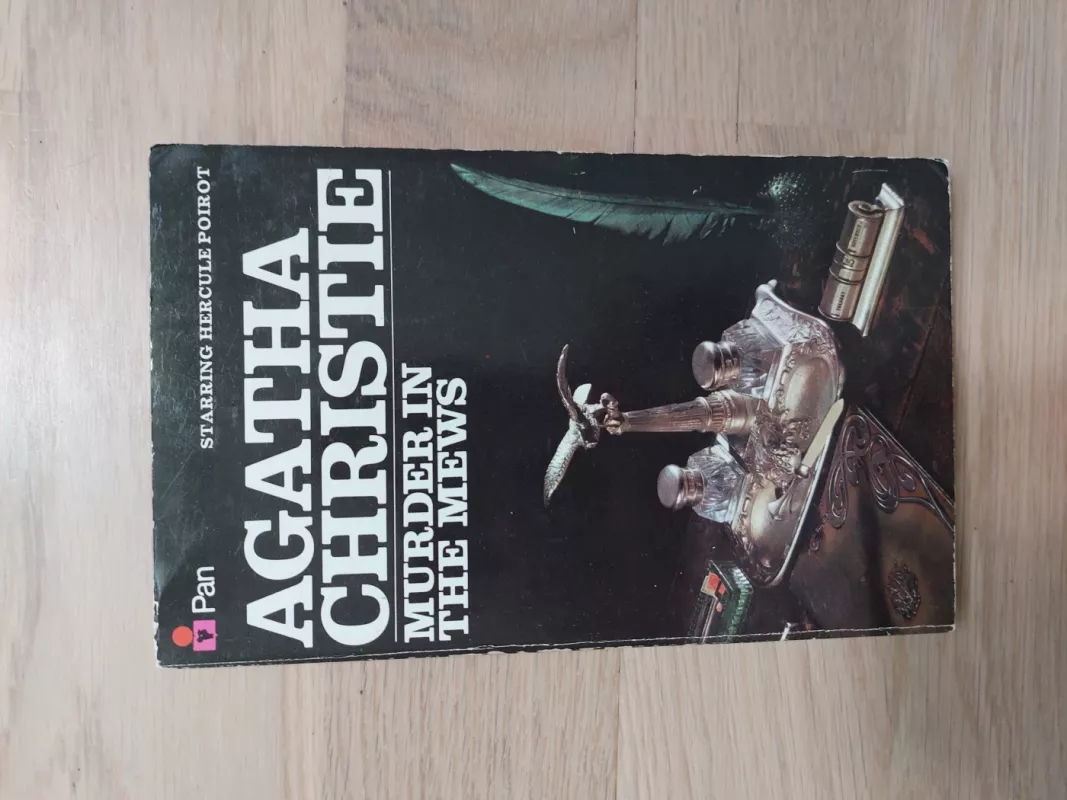 Pan
STARRING HERCULE POIROT
AGATHA
CHRISTIE
MURDER IN
THE MEWS